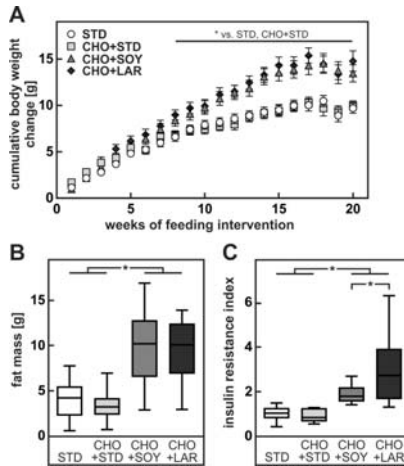 A
STD
CHO+STD
CHO+SOY
CHO+LAR
* vs. STD, CHO+STD
cumulative body weight
change [g]
15
10
5
0
0 5 10 15 20
weeks of feeding intervention
B
*
fat mass [g]
15
10
5
0
STD
CHO
+STD
CHO
+SOY
CHO
+LAR
C
*
*
insulin resistance index
6
4
2
0
STD
CHO
+STD
CHO
+SOY
CHO
+LAR